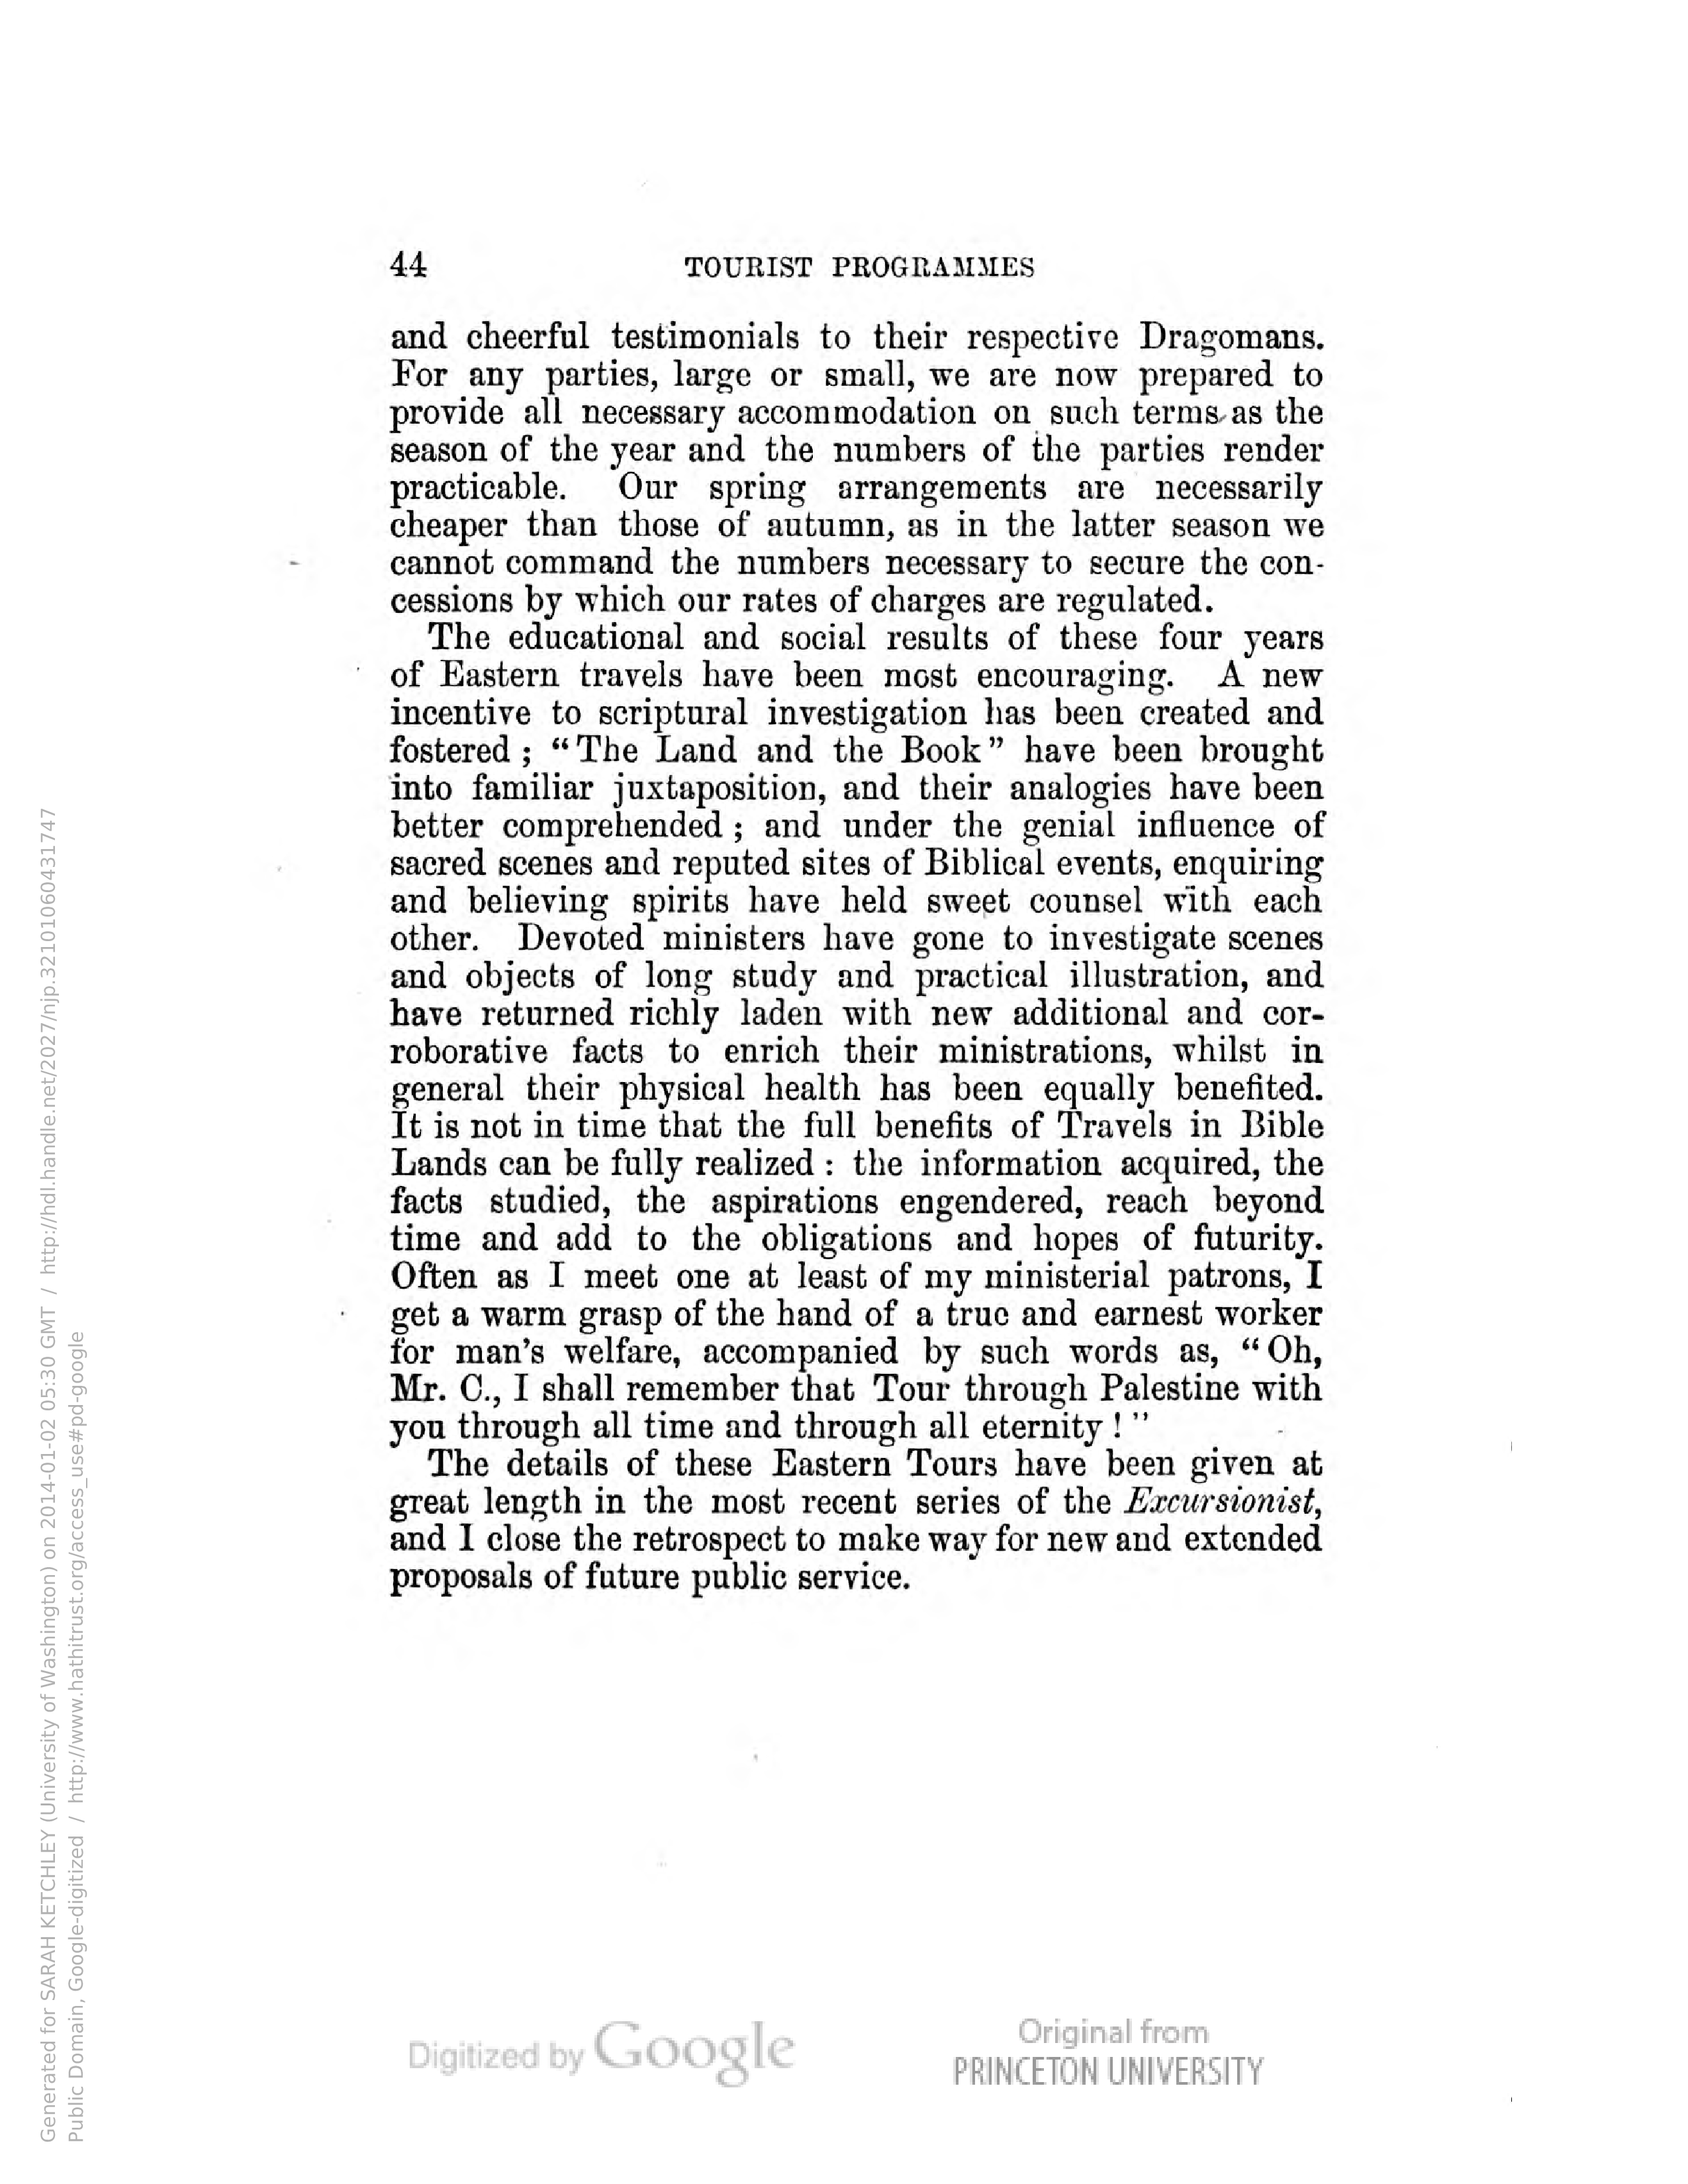 44 TOURIST PROGRAMMES
and cheerful testimonials to their respective Dragomans.
For any parties, large or small, we are now prepared to
provide all necessary accommodation on such terms as the
season of the year and the numbers of the parties render
practicable. Our spring arrangements are necessarily
cheaper than those of autumn, as in the latter season we
cannot command the numbers necessary to secure the con-
cessions by which our rates of charges are regulated.
The educational and social results of these four years
of Eastern travels have been most encouraging. A new
incentive to scriptural investigation has been created and
fostered ; “The Land and the Book” have been brought
into familiar juxtaposition, and their analogies have been
better comprehended ; and under the genial influence of
sacred scenes and reputed sites of Biblical events, enquiring
and believing spirits have held sweet counsel with each
other. Devoted ministers have gone to investigate scenes
and objects of long study and practical illustration, and
have returned richly laden with new additional and cor-
roborative facts to enrich their ministrations, whilst in
general their physical health has been equally benefited.
It is not in time that the full benefits of Travels in Bible
Lands can be fully realized : the information acquired, the
facts studied, the aspirations engendered, reach beyond
time and add to the obligations and hopes of futurity.
Often as I meet one at least of my ministerial patrons, I
get a warm grasp of the hand of a true and earnest worker
for man’s welfare, accompanied by such words as, “Oh,
Mr. C., I shall remember that Tour through Palestine with
you through all time and through all eternity ! ”
The details of these Eastern Tours have been given at
great length in the most recent series of the Excursionist,
and I close the retrospect to make way for new and extended
proposals of future public service.
Generated for SARAH KETCHLEY (University of Washington) on 2014-01-02 05:30 GMT / http://hdl.handle.net/2027/njp.32101060431747
Public Domain, Google-digitized / http://www.hathitrust.org/access_use#pd-google
Digitized by Google
Original from
PRINCETON UNIVERSITY